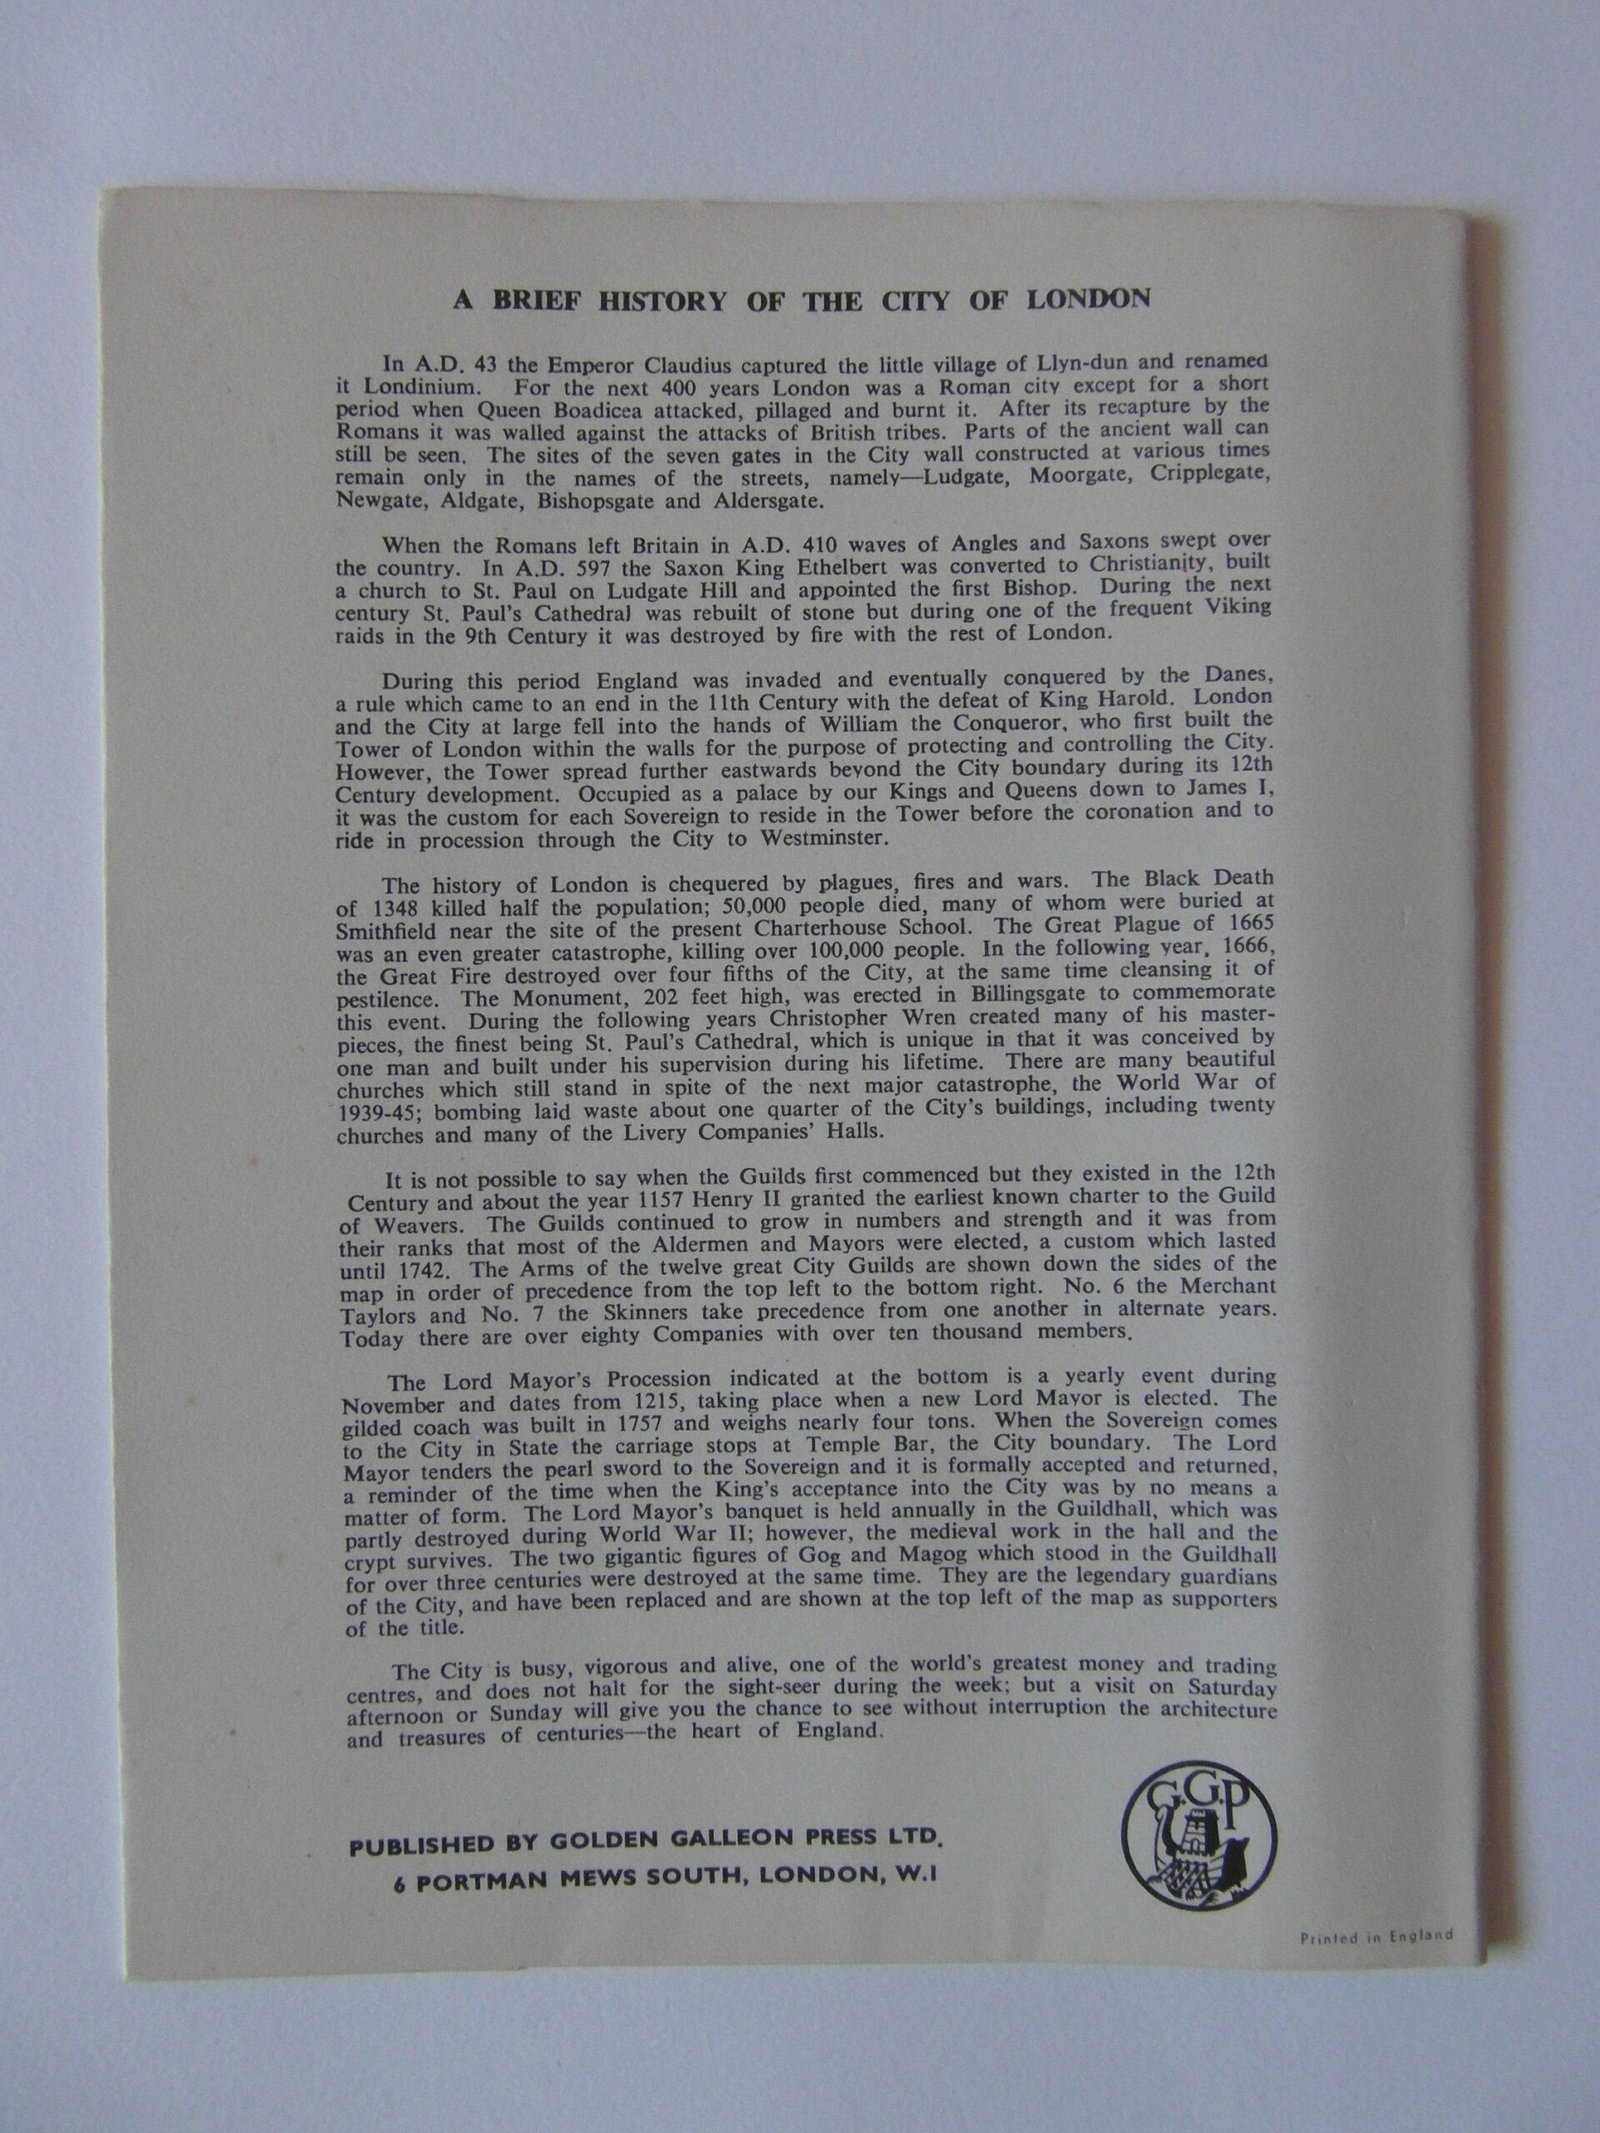 A BRIEF HISTORY OF THE CITY OF LONDON
In A.D. 43 the Emperor Claudius captured the little village of Llyn-dun and renamed
it Londinium. For the next 400 years London was a Roman city except for a short
period when Queen Boadicea attacked, pillaged and burnt it. After its recapture by the
Romans it was walled against the attacks of British tribes. Parts of the ancient wall can
still be seen. The sites of the seven gates in the City wall constructed at various times
remain only in the names of the streets, namely—Ludgate, Moorgate, Cripplegate,
Newgate, Aldgate, Bishopsgate and Aldersgate.
When the Romans left Britain in A.D. 410 waves of Angles and Saxons swept over
the country. In A.D. 597 the Saxon King Ethelbert was converted to Christianity, built
a church to St. Paul on Ludgate Hill and appointed the first Bishop. During the next
century St. Paul's Cathedral was rebuilt of stone but during one of the frequent Viking
raids in the 9th Century it was destroyed by fire with the rest of London.
During this period England was invaded and eventually conquered by the Danes,
a rule which came to an end in the 11th Century with the defeat of King Harold. London
and the City at large fell into the hands of William the Conqueror, who first built the
Tower of London within the walls for the purpose of protecting and controlling the City.
However, the Tower spread further eastwards beyond the City boundary during its 12th
Century development. Occupied as a palace by our Kings and Queens down to James I,
it was the custom for each Sovereign to reside in the Tower before the coronation and to
ride in procession through the City to Westminster.
The history of London is chequered by plagues, fires and wars. The Black Death
of 1348 killed half the population; 50,000 people died, many of whom were buried at
Smithfield near the site of the present Charterhouse School. The Great Plague of 1665
was an even greater catastrophe, killing over 100,000 people. In the following year, 1666,
the Great Fire destroyed over four fifths of the City, at the same time cleansing it of
pestilence. The Monument, 202 feet high, was erected in Billingsgate to commemorate
this event. During the following years Christopher Wren created many of his master-
pieces, the finest being St. Paul's Cathedral, which is unique in that it was conceived by
one man and built under his supervision during his lifetime. There are many beautiful
churches which still stand in spite of the next major catastrophe, the World War of
1939-45; bombing laid waste about one quarter of the City's buildings, including twenty
churches and many of the Livery Companies' Halls.
It is not possible to say when the Guilds first commenced but they existed in the 12th
Century and about the year 1157 Henry II granted the earliest known charter to the Guild
of Weavers. The Guilds continued to grow in numbers and strength and it was from
their ranks that most of the Aldermen and Mayors were elected, a custom which lasted
until 1742. The Arms of the twelve great City Guilds are shown down the sides of the
map in order of precedence from the top left to the bottom right. No. 6 the Merchant
Taylors and No. 7 the Skinners take precedence from one another in alternate years.
Today there are over eighty Companies with over ten thousand members.
The Lord Mayor's Procession indicated at the bottom is a yearly event during
November and dates from 1215, taking place when a new Lord Mayor is elected. The
gilded coach was built in 1757 and weighs nearly four tons. When the Sovereign comes
to the City in State the carriage stops at Temple Bar, the City boundary. The Lord
Mayor tenders the pearl sword to the Sovereign and it is formally accepted and returned,
a reminder of the time when the King's acceptance into the City was by no means a
matter of form. The Lord Mayor's banquet is held annually in the Guildhall, which was
partly destroyed during World War II; however, the medieval work in the hall and the
crypt survives. The two gigantic figures of Gog and Magog which stood in the Guildhall
for over three centuries were destroyed at the same time. They are the legendary guardians
of the City, and have been replaced and are shown at the top left of the map as supporters
of the title.
The City is busy, vigorous and alive, one of the world's greatest money and trading
centres, and does not halt for the sight-seer during the week; but a visit on Saturday
afternoon or Sunday will give you the chance to see without interruption the architecture
and treasures of centuries—the heart of England.
PUBLISHED BY GOLDEN GALLEON PRESS LTD.
6 PORTMAN MEWS SOUTH, LONDON, W.1
G.G.P
Printed in England